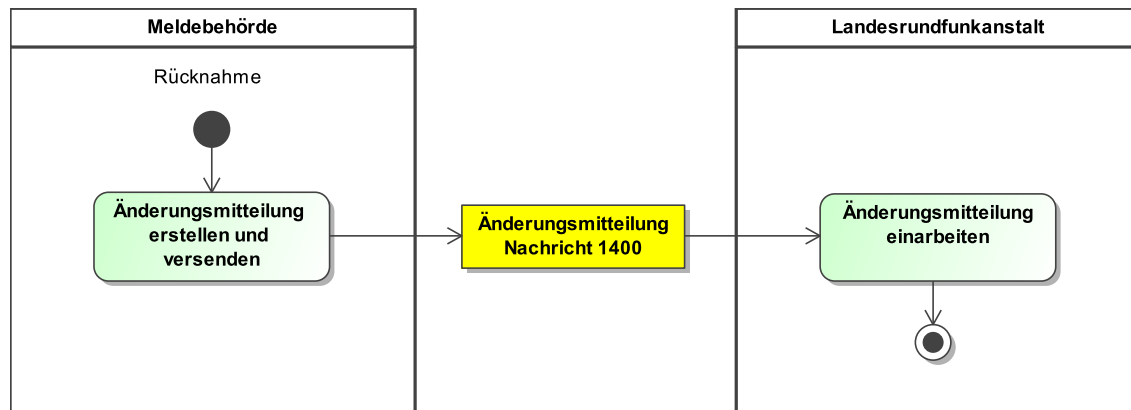 Meldebehörde
Landesrundfunkanstalt
Rücknahme
Änderungsmitteilung
erstellen und
versenden
Änderungsmitteilung
Nachricht 1400
Änderungsmitteilung
einarbeiten